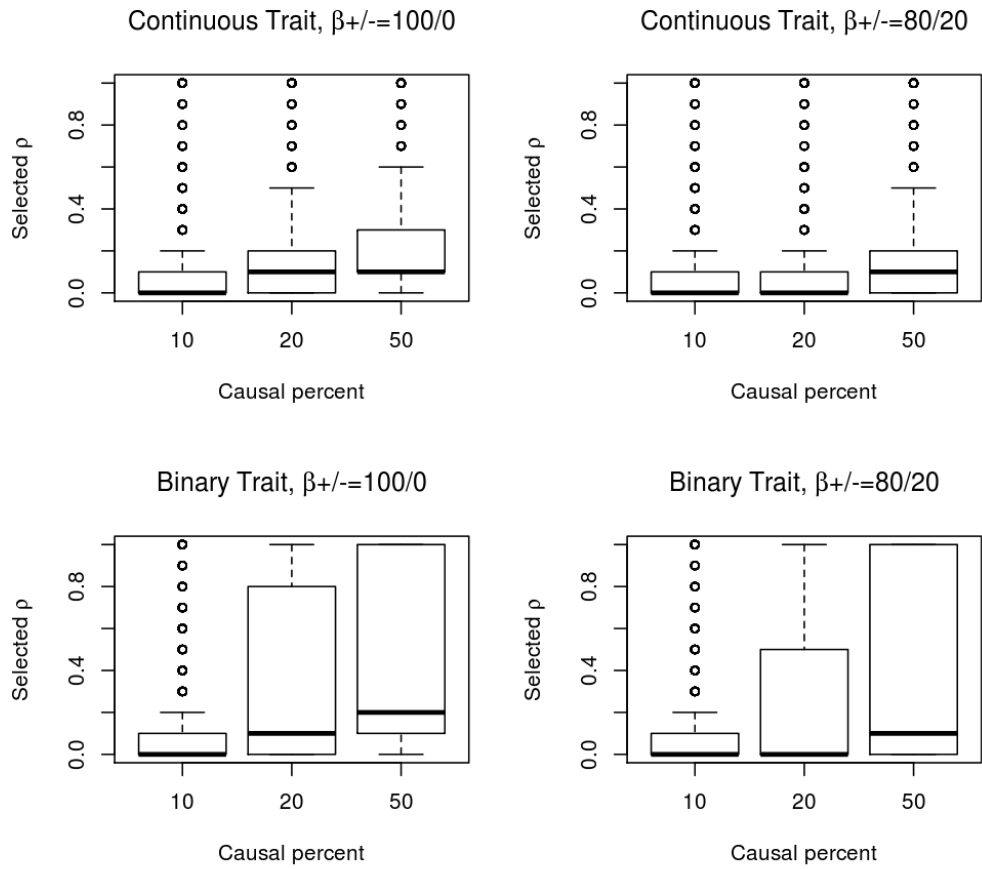 Continuous Trait, β+/-=100/0
Selected ρ
0.0 0.4 0.8
10 20 50
Causal percent
Continuous Trait, β+/-=80/20
Selected ρ
0.0 0.4 0.8
10 20 50
Causal percent
Binary Trait, β+/-=100/0
Selected ρ
0.0 0.4 0.8
10 20 50
Causal percent
Binary Trait, β+/-=80/20
Selected ρ
0.0 0.4 0.8
10 20 50
Causal percent